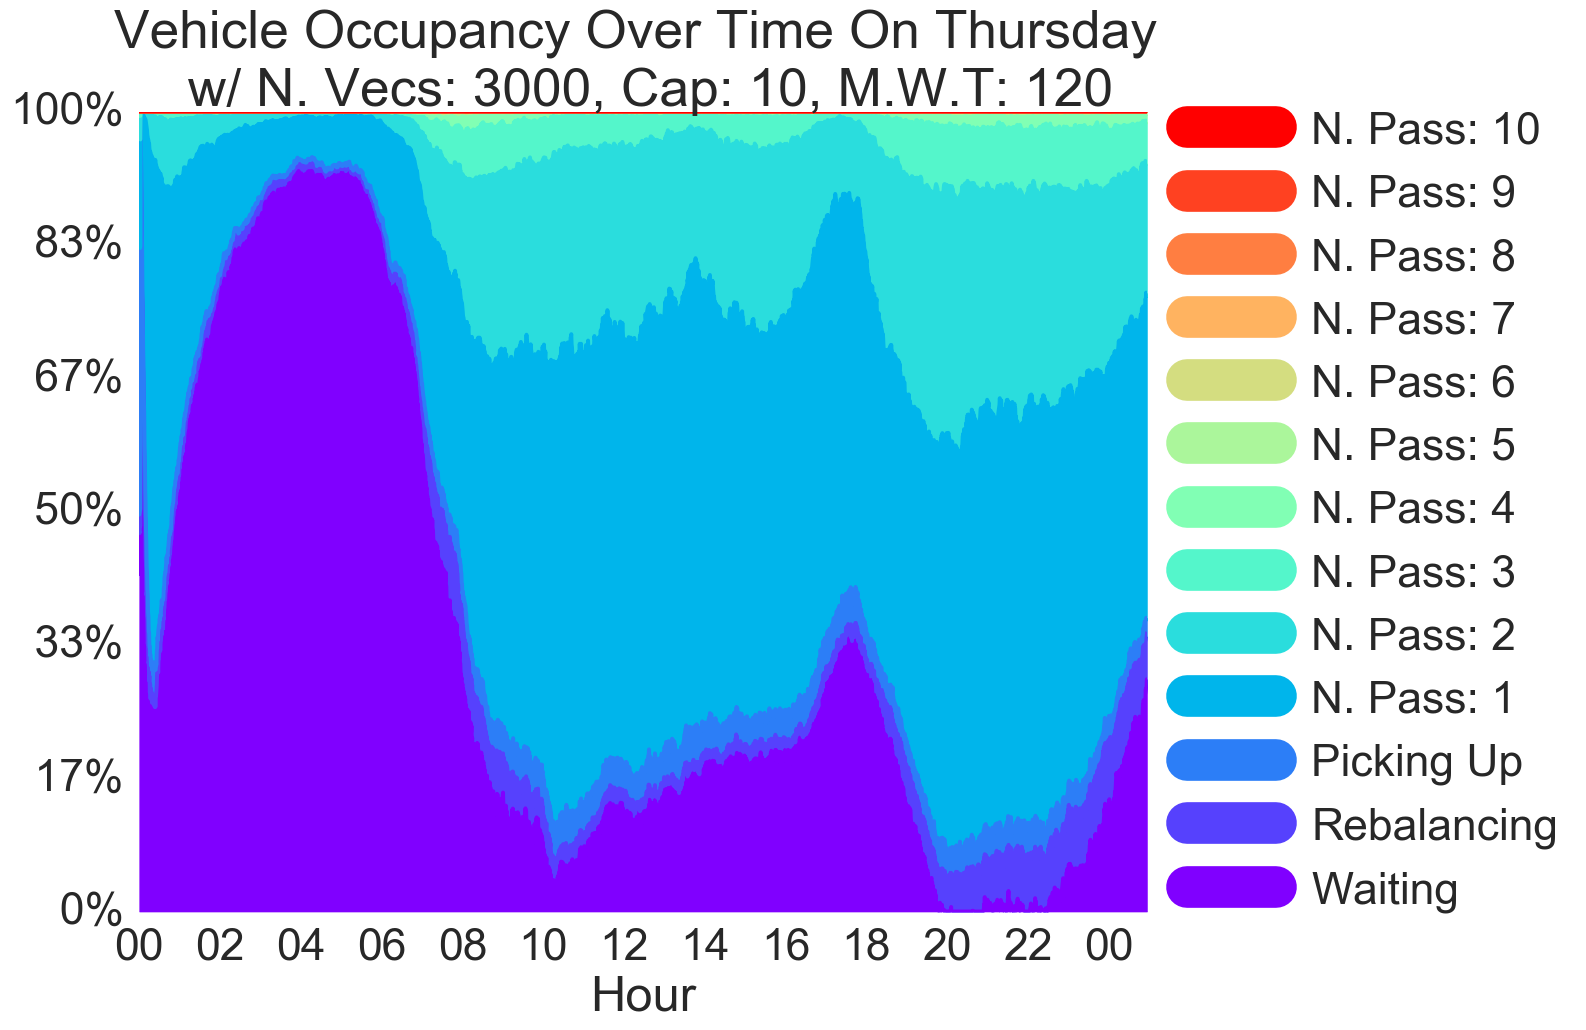 Vehicle Occupancy Over Time On Thursday
w/ N. Vecs: 3000, Cap: 10, M.W.T: 120
100%
83%
67%
50%
33%
17%
0%
00 02 04 06 08 10 12 14 16 18 20 22 00
Hour
N. Pass: 10
N. Pass: 9
N. Pass: 8
N. Pass: 7
N. Pass: 6
N. Pass: 5
N. Pass: 4
N. Pass: 3
N. Pass: 2
N. Pass: 1
Picking Up
Rebalancing
Waiting